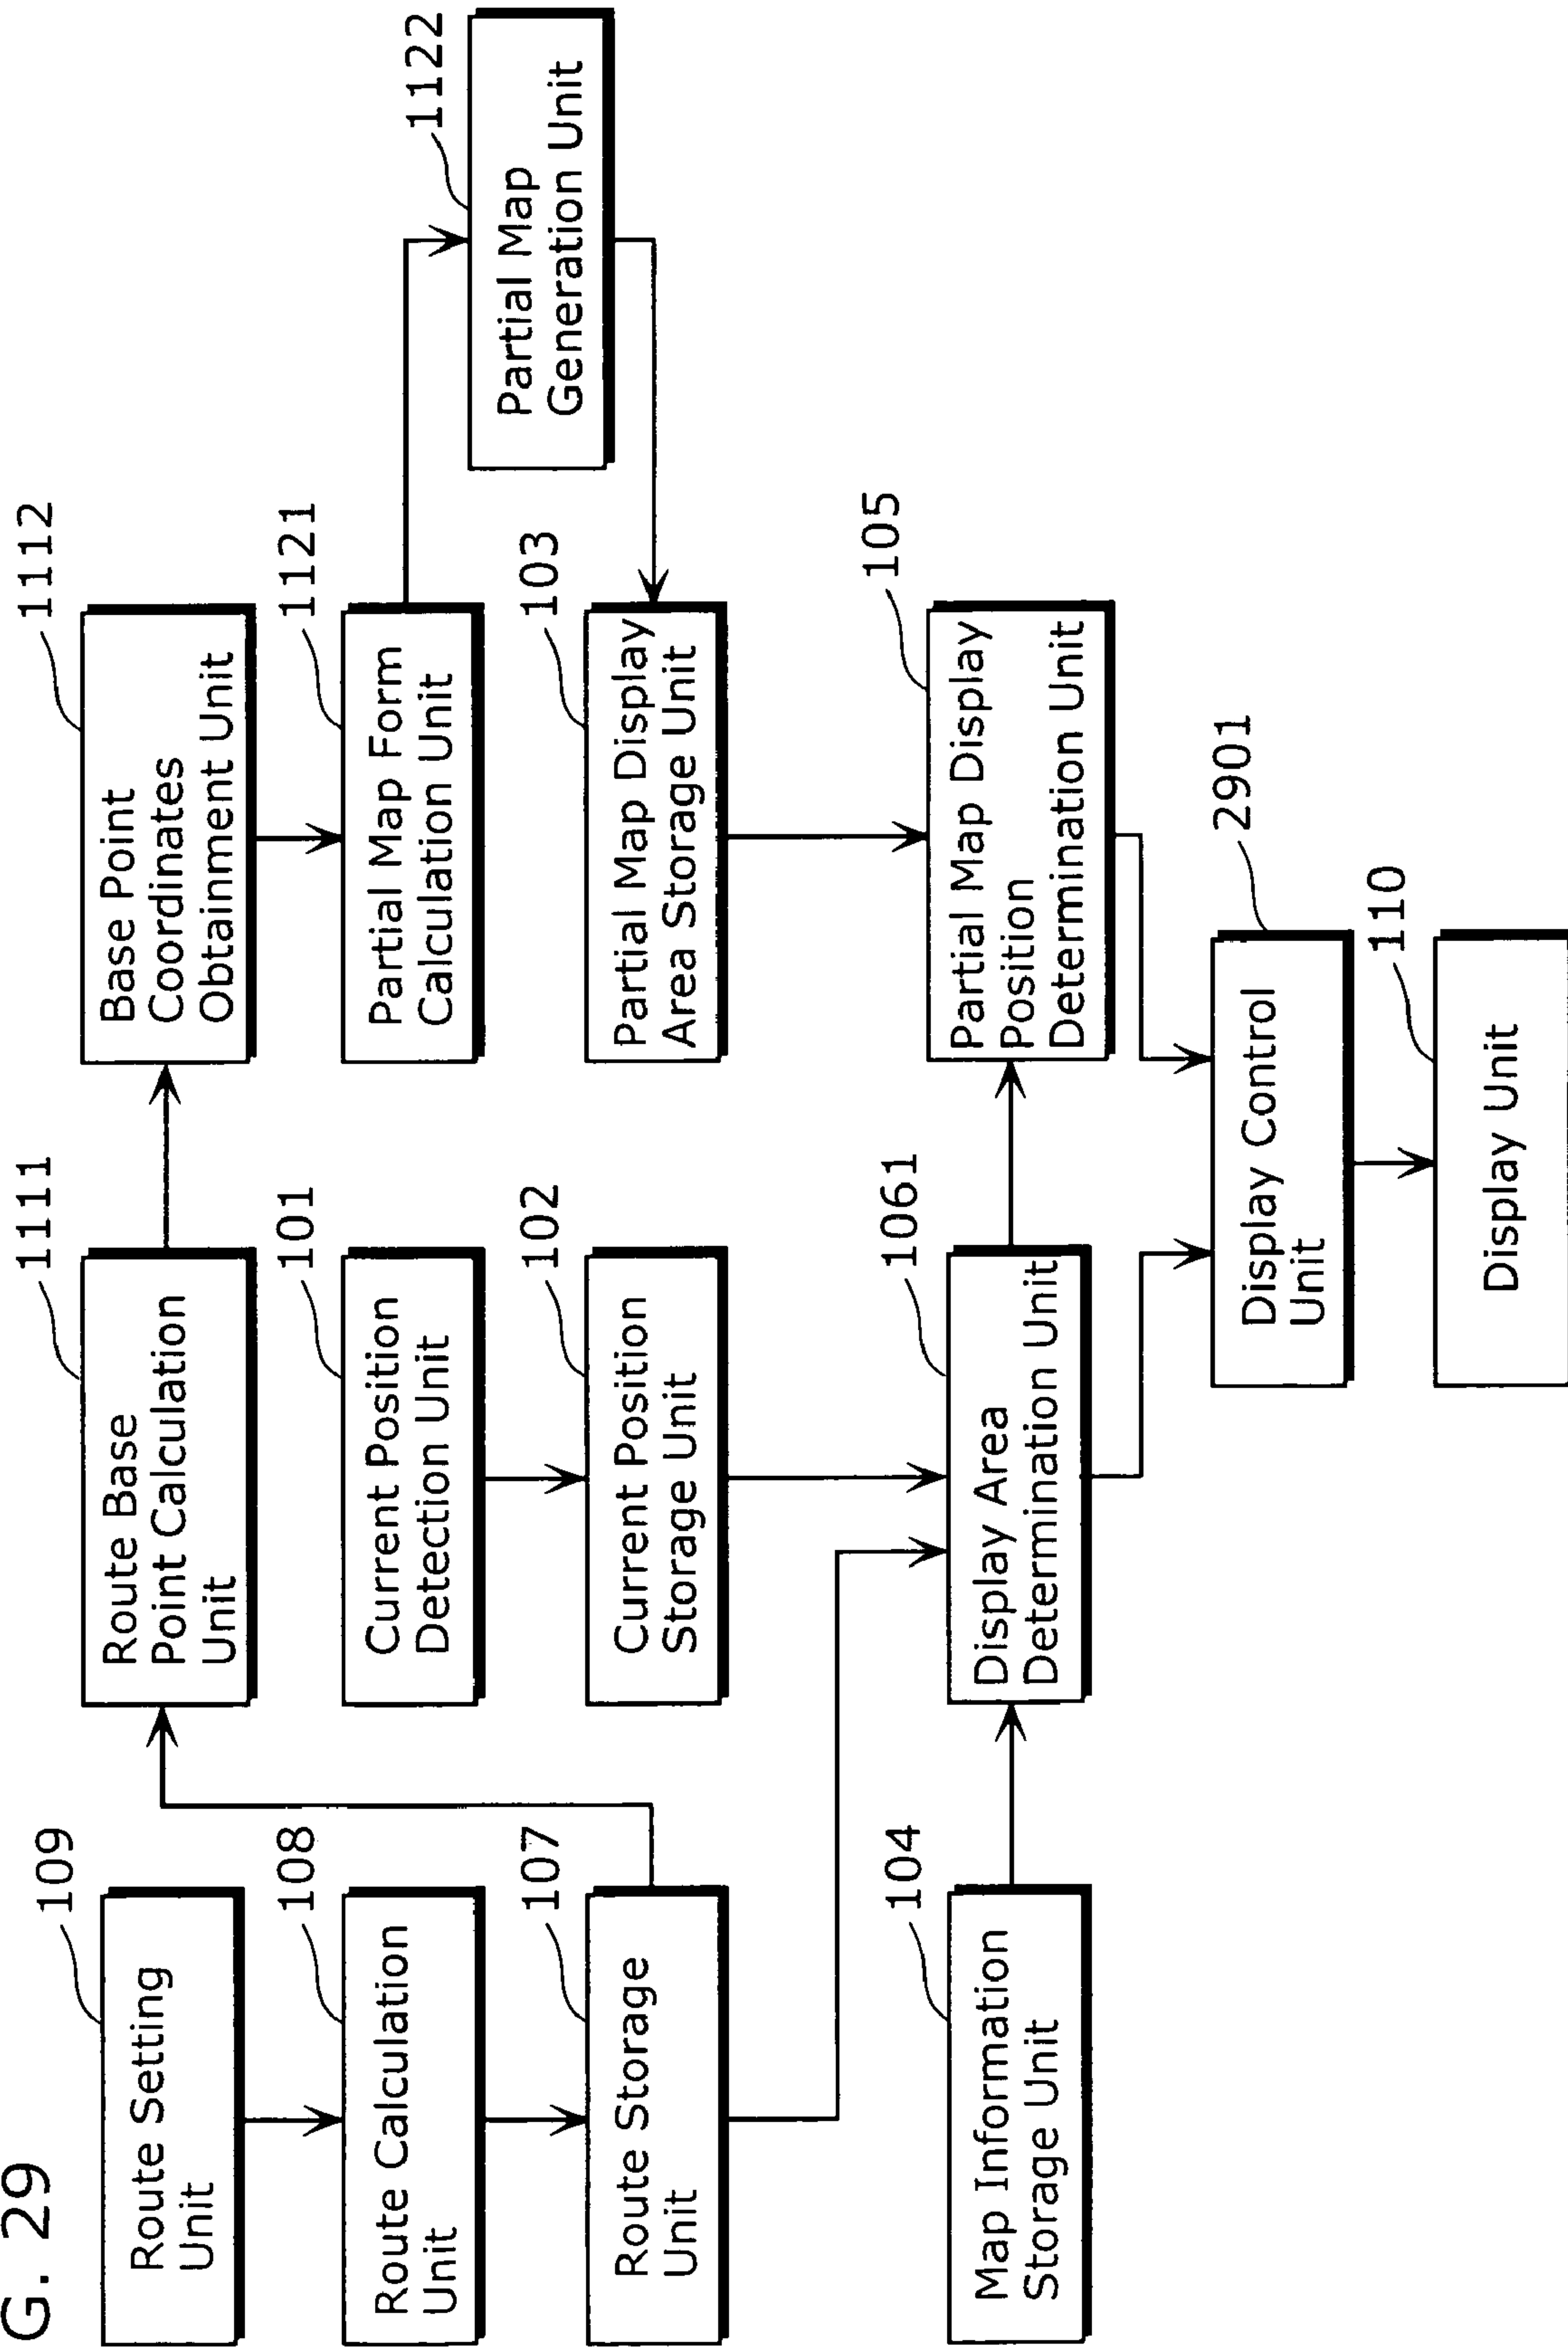 G. 29
109
Route Setting
Unit
108
Route Calculation
Unit
107
Route Storage
Unit
104
Map Information
Storage Unit
1111
Route Base
Point Calculation
Unit
101
Current Position
Detection Unit
102
Current Position
Storage Unit
1061
Display Area
Determination Unit
1112
Base Point
Coordinates
Obtainment Unit
1121
Partial Map Form
Calculation Unit
103
Partial Map Display
Area Storage Unit
105
Partial Map Display
Position
Determination Unit
1122
Partial Map
Generation Unit
2901
Display Control
Unit
110
Display Unit